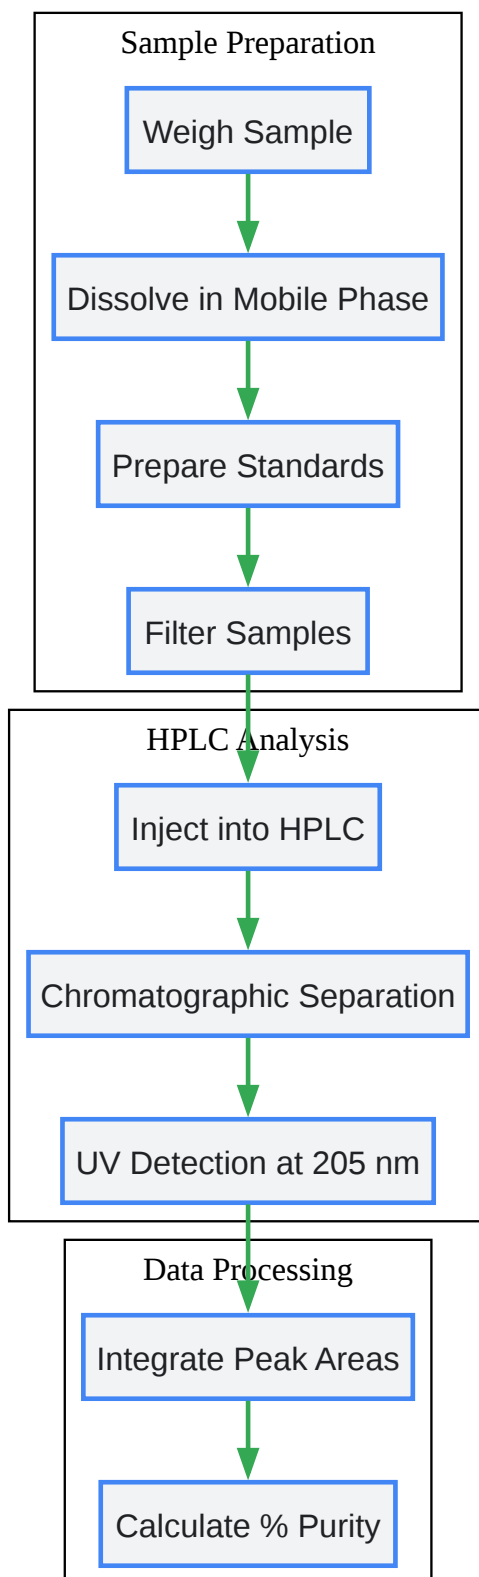 Sample Preparation
Weigh Sample
Dissolve in Mobile Phase
Prepare Standards
Filter Samples
HPLC Analysis
Inject into HPLC
Chromatographic Separation
UV Detection at 205 nm
Data Processing
Integrate Peak Areas
Calculate % Purity